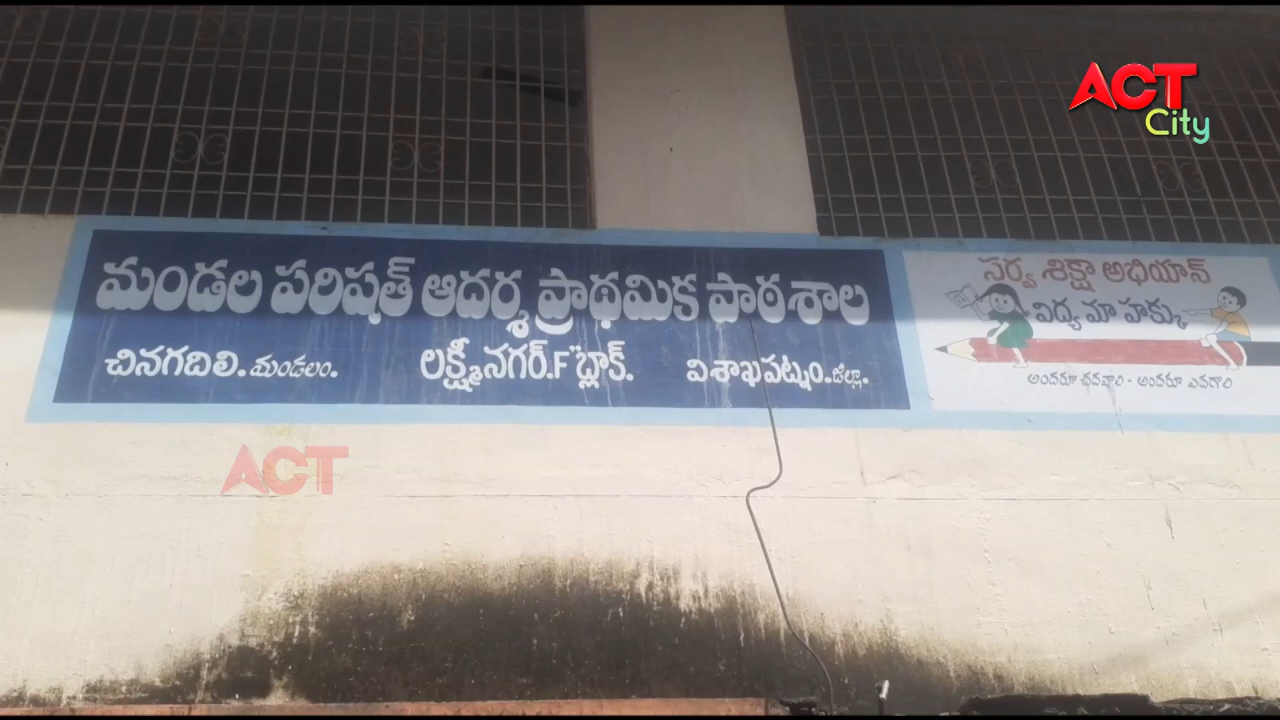 ACT
City
మండల పరిషత్ ఆదర్శ ప్రాథమిక పాఠశాల
చినగదిలి.మండలం. లక్ష్మీనగర్.F"బ్లాక్. విశాఖపట్నం.జిల్లా.
సర్వ శిక్షా అభియాన్
విద్య మా హక్కు
అందరూ చదవాలి - అందరూ ఎదగాలి
ACT